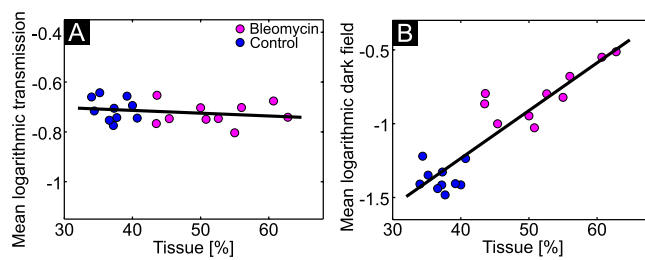 A
Bleomycin
Control
Mean logarithmic transmission
-0.4
-0.6
-0.8
-1
30
40
50
60
Tissue [%]
B
Mean logarithmic dark field
-0.5
-1
-1.5
30
40
50
60
Tissue [%]